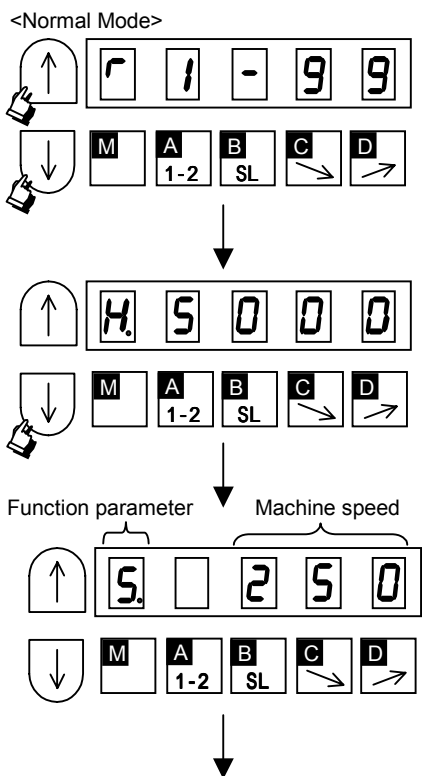 <Normal Mode>
↑ r 1 - 9 9
↓ M A 1-2 B SL C D
↑ H. 5 0 0 0
↓ M A 1-2 B SL C D
Function parameter Machine speed
↑ S. 2 5 0
↓ M A 1-2 B SL C D